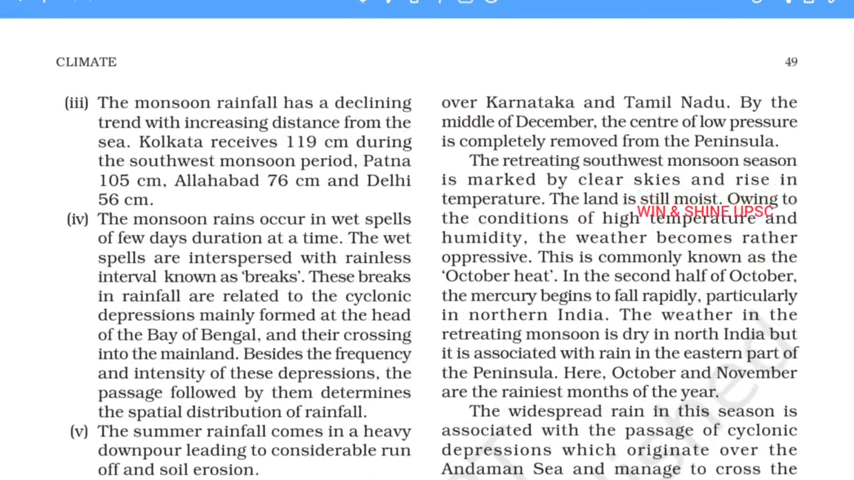 CLIMATE
49
(iii) The monsoon rainfall has a declining
trend with increasing distance from the
sea. Kolkata receives 119 cm during
the southwest monsoon period, Patna
105 cm, Allahabad 76 cm and Delhi
56 cm.
(iv) The monsoon rains occur in wet spells
of few days duration at a time. The wet
spells are interspersed with rainless
interval known as ‘breaks’. These breaks
in rainfall are related to the cyclonic
depressions mainly formed at the head
of the Bay of Bengal, and their crossing
into the mainland. Besides the frequency
and intensity of these depressions, the
passage followed by them determines
the spatial distribution of rainfall.
(v) The summer rainfall comes in a heavy
downpour leading to considerable run
off and soil erosion.
over Karnataka and Tamil Nadu. By the
middle of December, the centre of low pressure
is completely removed from the Peninsula.
The retreating southwest monsoon season
is marked by clear skies and rise in
temperature. The land is still moist. Owing to
WIN & SHINE UPSC
the conditions of high temperature and
humidity, the weather becomes rather
oppressive. This is commonly known as the
‘October heat’. In the second half of October,
the mercury begins to fall rapidly, particularly
in northern India. The weather in the
retreating monsoon is dry in north India but
it is associated with rain in the eastern part of
the Peninsula. Here, October and November
are the rainiest months of the year.
The widespread rain in this season is
associated with the passage of cyclonic
depressions which originate over the
Andaman Sea and manage to cross the